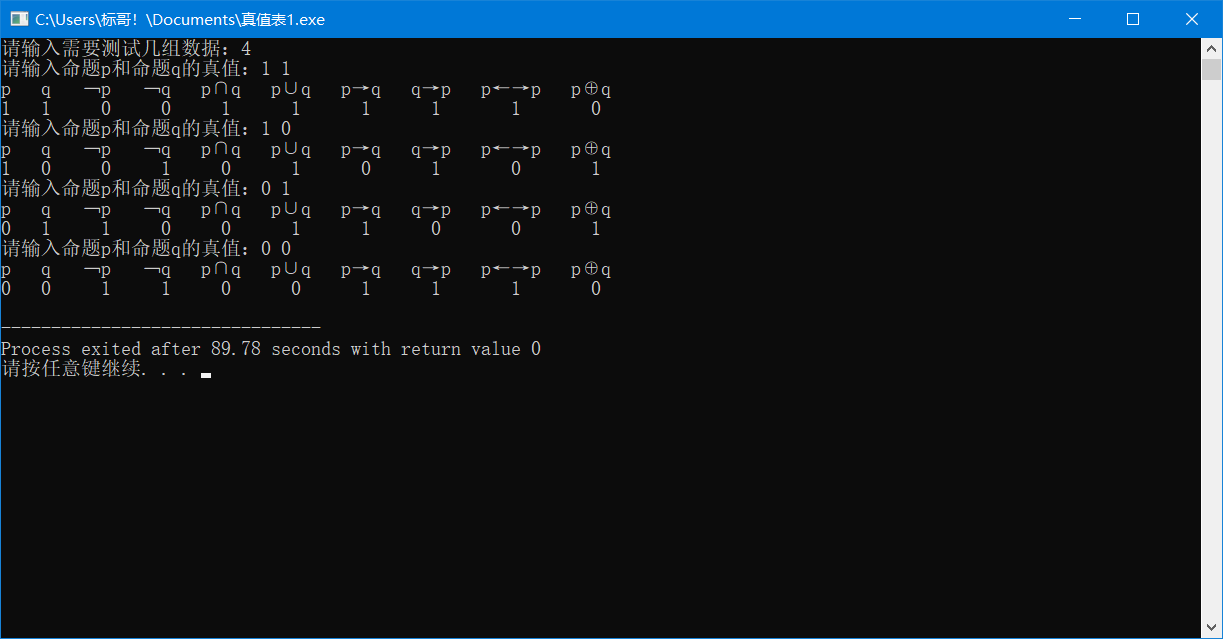 C:\Users\标哥！\Documents\真值表1.exe
请输入需要测试几组数据：4
请输入命题p和命题q的真值：1 1
p   q   ￢p   ￢q   p∩q   p∪q   p→q   q→p   p←→p   p⊕q
1   1     0     0     1      1      1      1       1       0
请输入命题p和命题q的真值：1 0
p   q   ￢p   ￢q   p∩q   p∪q   p→q   q→p   p←→p   p⊕q
1   0     0     1     0      1      0      1       0       1
请输入命题p和命题q的真值：0 1
p   q   ￢p   ￢q   p∩q   p∪q   p→q   q→p   p←→p   p⊕q
0   1     1     0     0      1      1      0       0       1
请输入命题p和命题q的真值：0 0
p   q   ￢p   ￢q   p∩q   p∪q   p→q   q→p   p←→p   p⊕q
0   0     1     1     0      0      1      1       1       0
--------------------------------
Process exited after 89.78 seconds with return value 0
请按任意键继续. . .